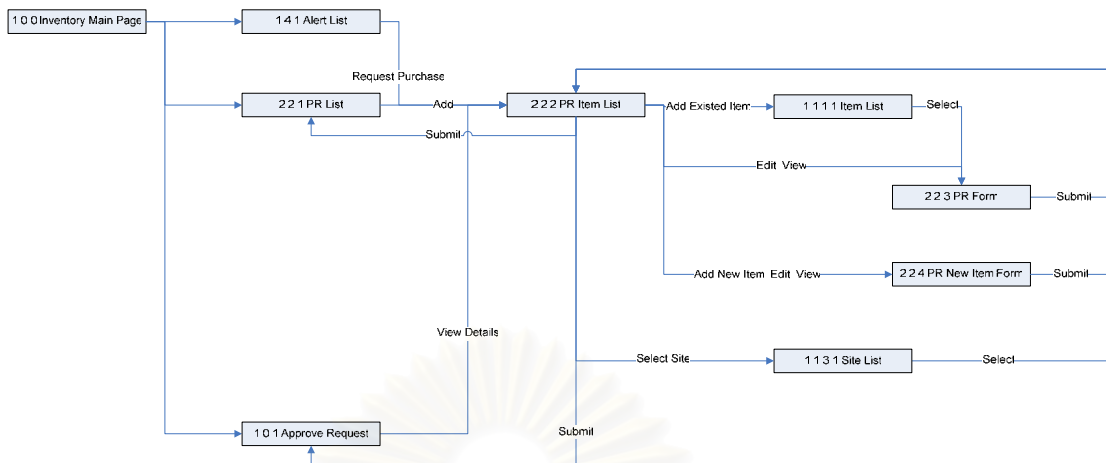 1 0 0 Inventory Main Page
1 4 1 Alert List
Request Purchase
2 2 1 PR List
Add
2 2 2 PR Item List
Add Existed Item
1 1 1 1 Item List
Select
Submit
Edit View
2 2 3 PR Form
Submit
Add New Item Edit View
2 2 4 PR New Item Form
Submit
View Details
Select Site
1 1 3 1 Site List
Select
1 0 1 Approve Request
Submit